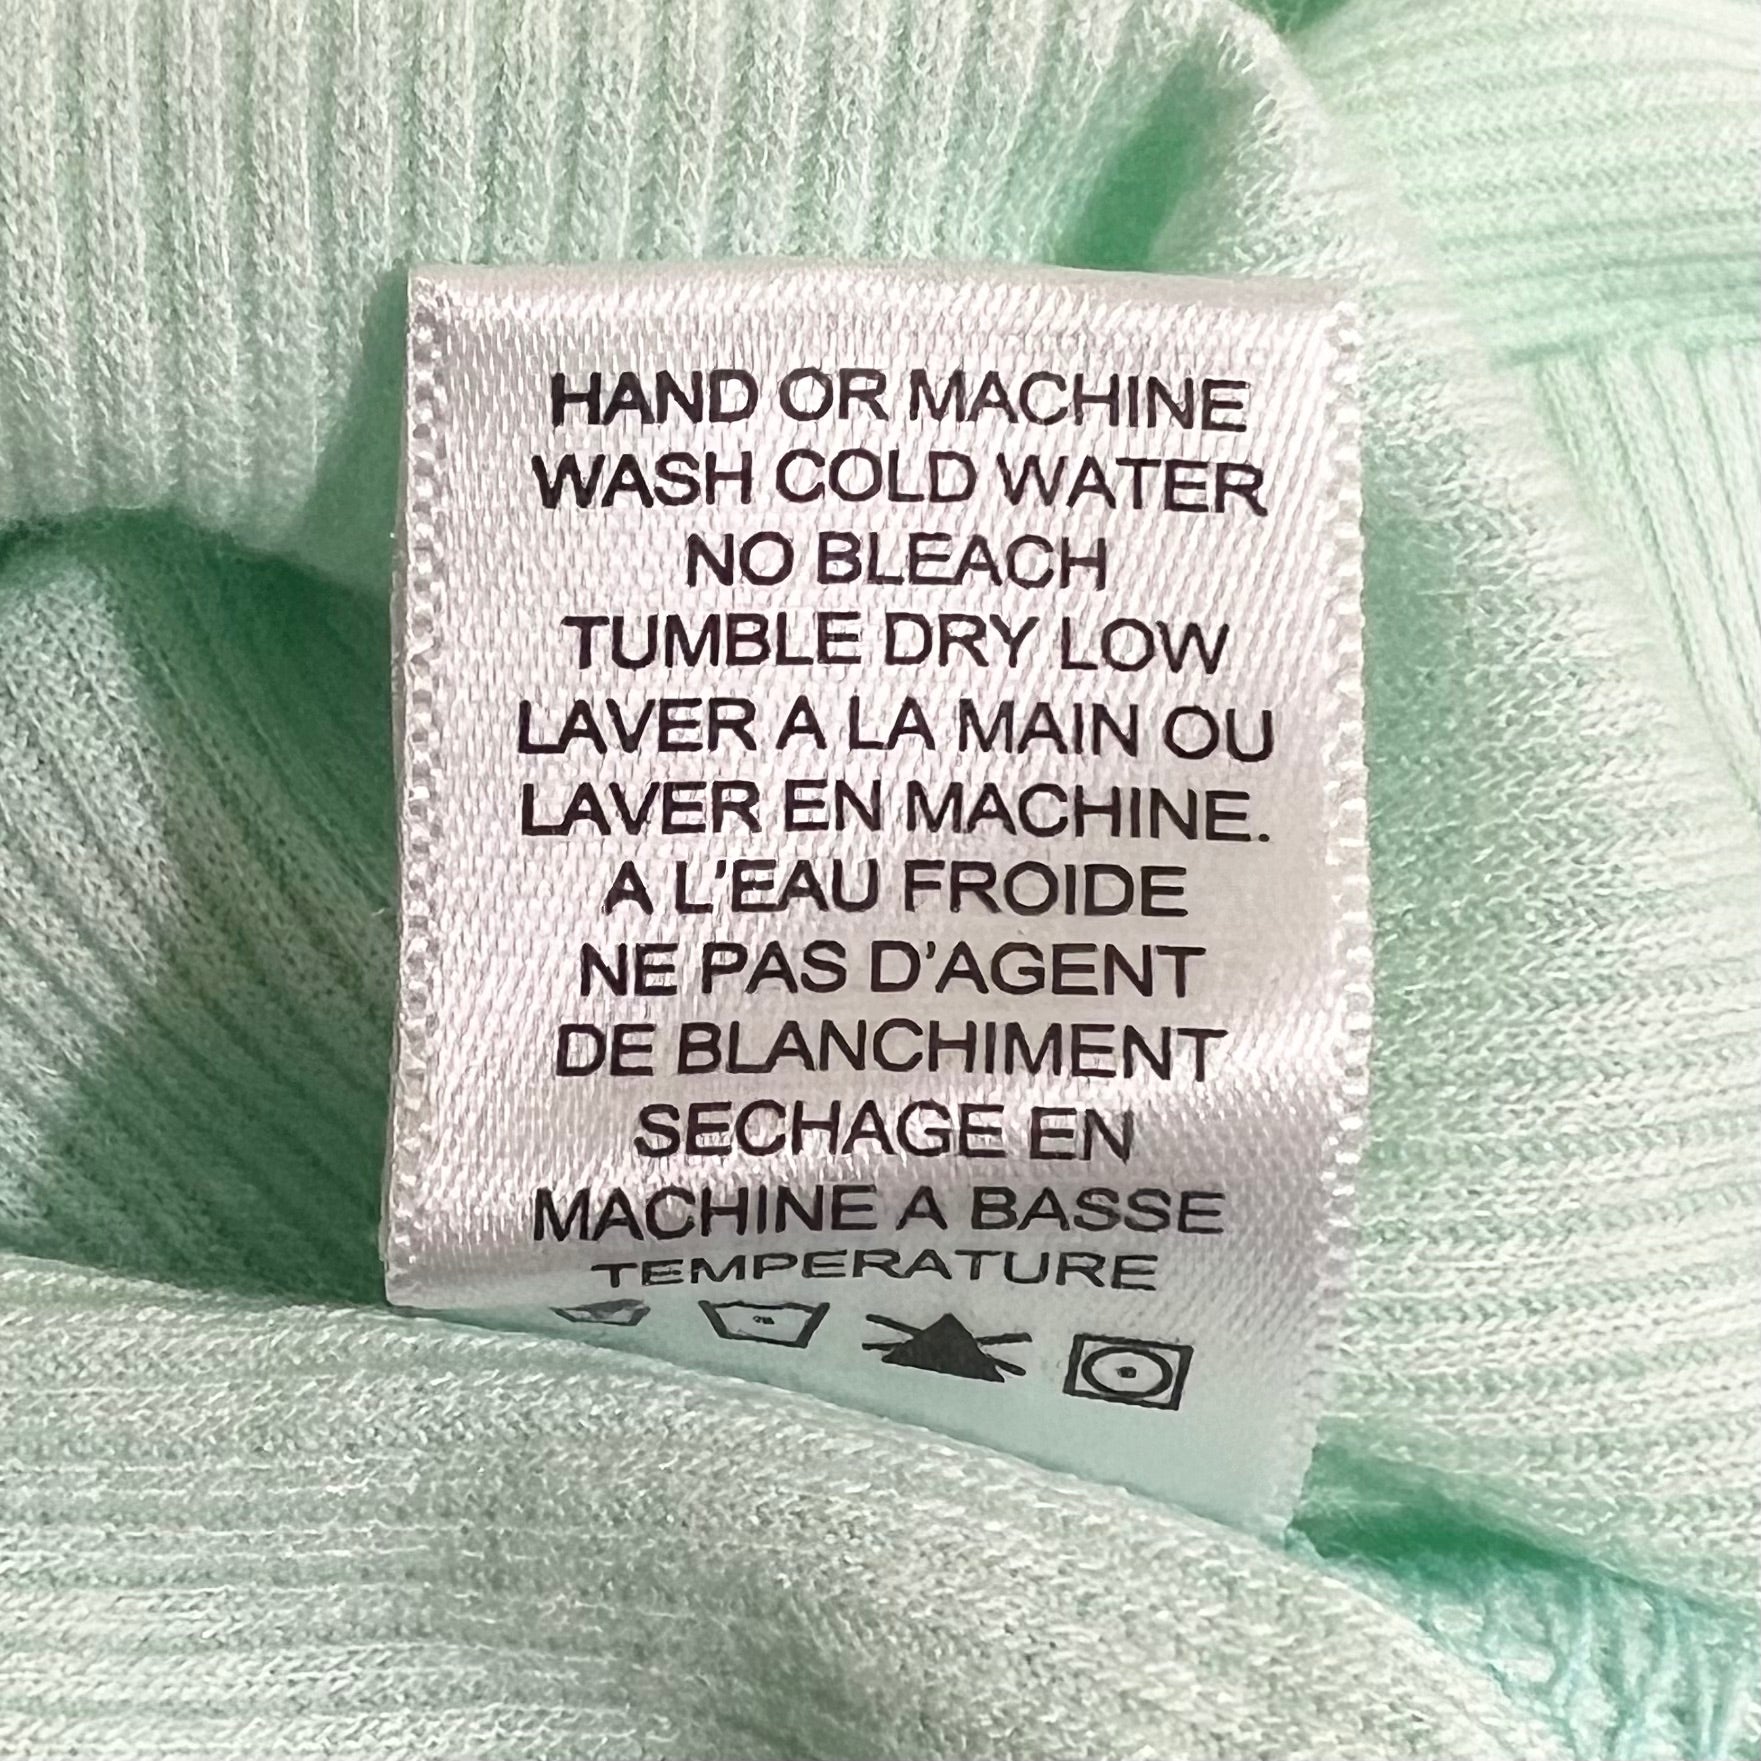 HAND OR MACHINE
WASH COLD WATER
NO BLEACH
TUMBLE DRY LOW
LAVER A LA MAIN OU
LAVER EN MACHINE.
A L'EAU FROIDE
NE PAS D'AGENT
DE BLANCHIMENT
SECHAGE EN
MACHINE A BASSE
TEMPERATURE